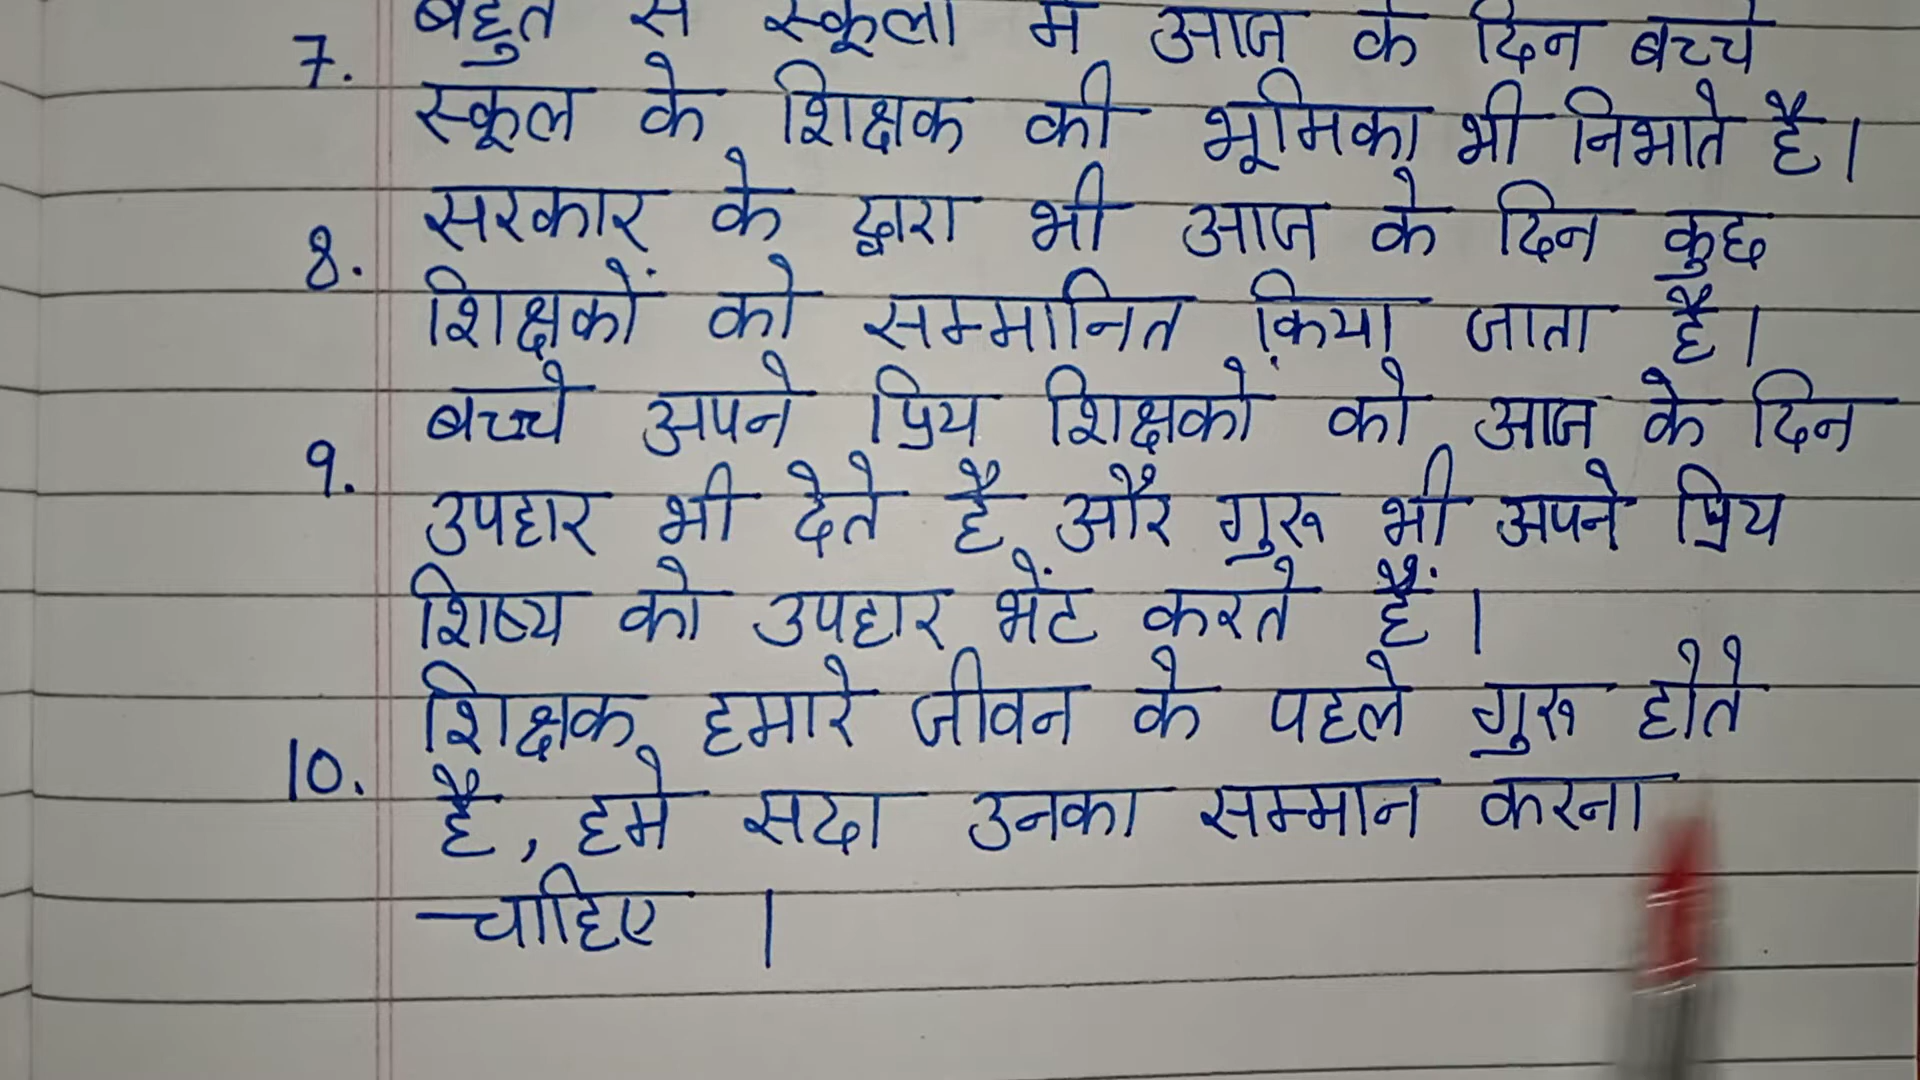 7. बहुत से स्कूलों में आज के दिन बच्चे
स्कूल के शिक्षक की भूमिका भी निभाते है।
8. सरकार के द्वारा भी आज के दिन कुछ
शिक्षकों को सम्मानित किया जाता है।
9. बच्चे अपने प्रिय शिक्षकों को आज के दिन
उपहार भी देते है और गुरु भी अपने प्रिय
शिष्य को उपहार भेंट करते हैं।
10. शिक्षक हमारे जीवन के पहले गुरु होते
है, हमे सदा उनका सम्मान करना
चाहिए ।